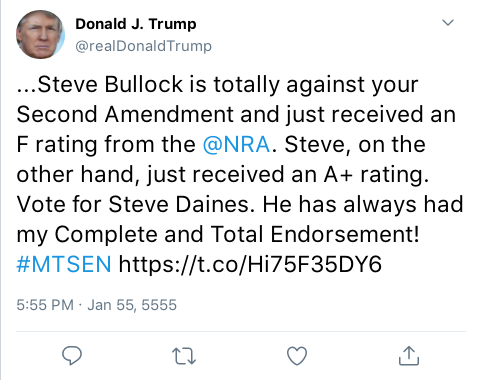 Donald J. Trump
@realDonaldTrump
...Steve Bullock is totally against your
Second Amendment and just received an
F rating from the @NRA. Steve, on the
other hand, just received an A+ rating.
Vote for Steve Daines. He has always had
my Complete and Total Endorsement!
#MTSEN https://t.co/Hi75F35DY6
5:55 PM · Jan 55, 5555